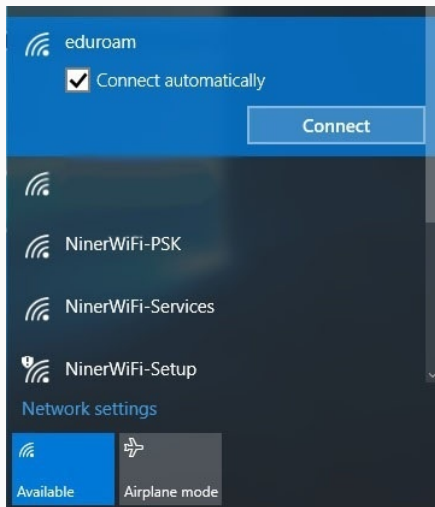 eduroam
Connect automatically
Connect
NinerWiFi-PSK
NinerWiFi-Services
NinerWiFi-Setup
Network settings
Available
Airplane mode